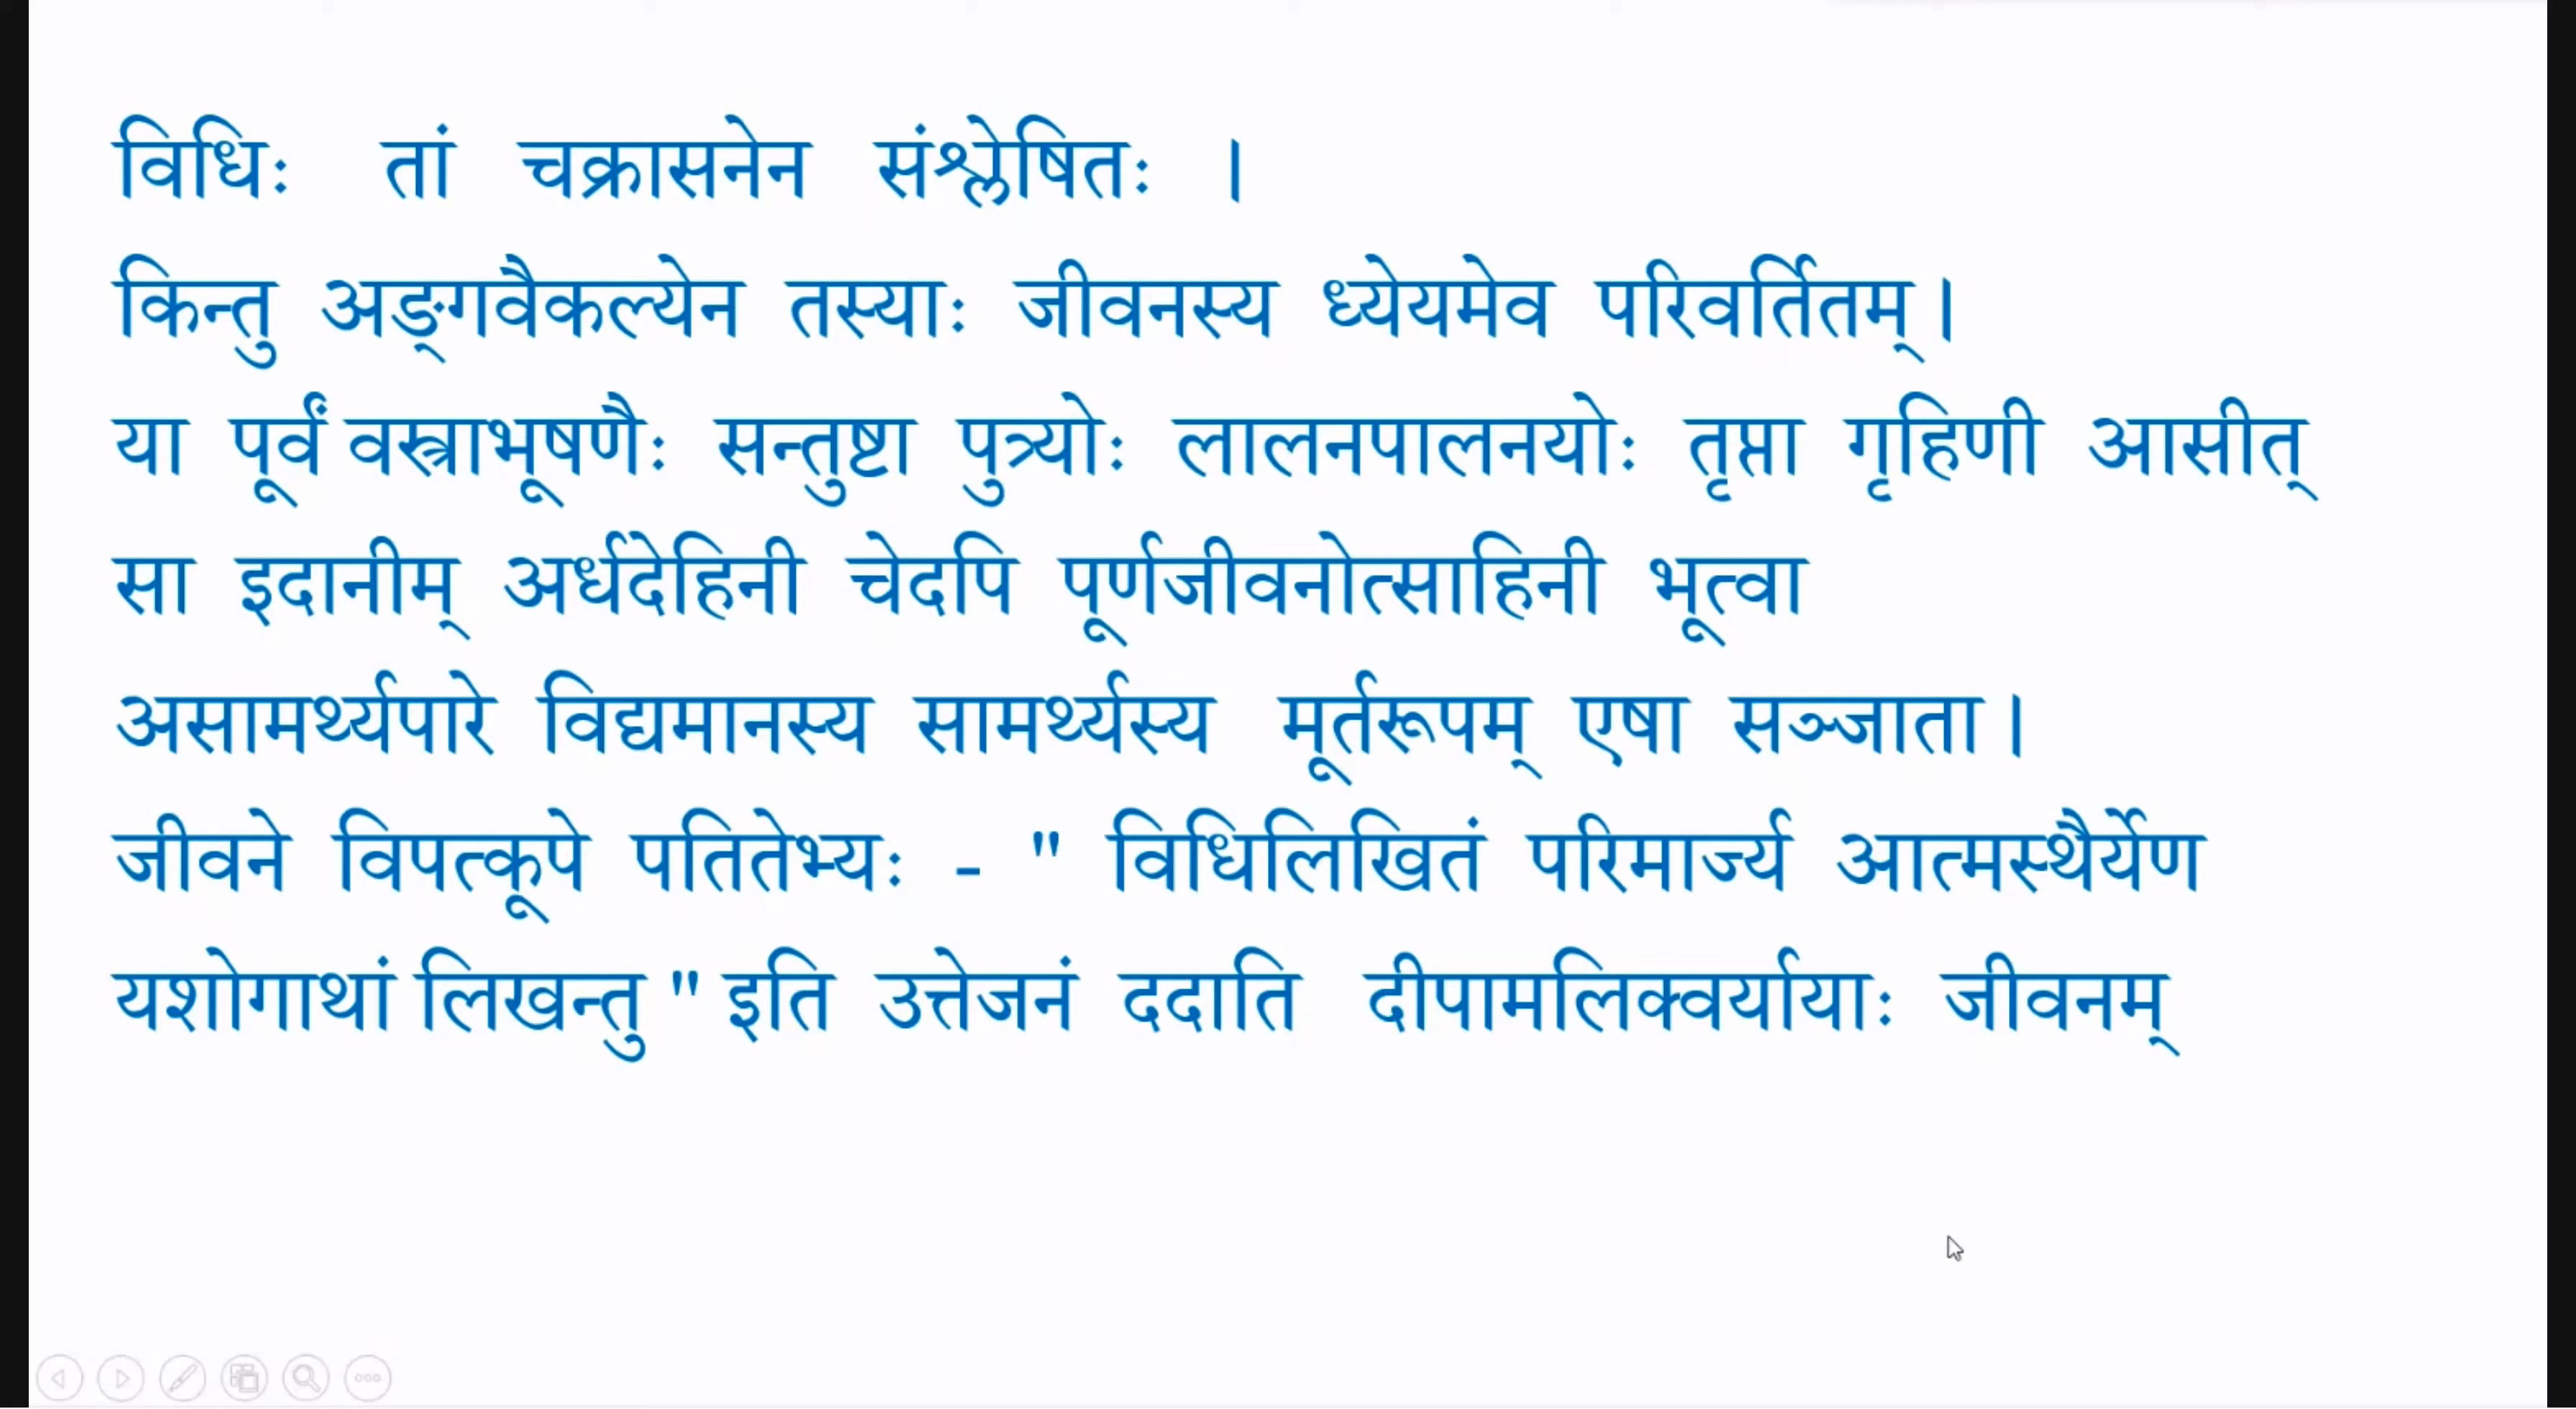 विधिः तां चक्रासनेन संश्लेषितः ।
किन्तु अङ्गवैकल्येन तस्याः जीवनस्य ध्येयमेव परिवर्तितम्।
या पूर्वं वस्त्राभूषणैः सन्तुष्टा पुत्र्योः लालनपालनयोः तृप्ता गृहिणी आसीत्
सा इदानीम् अर्धदेहिनी चेदपि पूर्णजीवनोत्साहिनी भूत्वा
असामर्थ्यपारे विद्यमानस्य सामर्थ्यस्य मूर्तरूपम् एषा सञ्जाता।
जीवने विपत्कूपे पतितेभ्यः - " विधिलिखितं परिमार्ज्य आत्मस्थैर्येण
यशोगाथां लिखन्तु " इति उत्तेजनं ददाति दीपामलिक्वर्यायाः जीवनम्